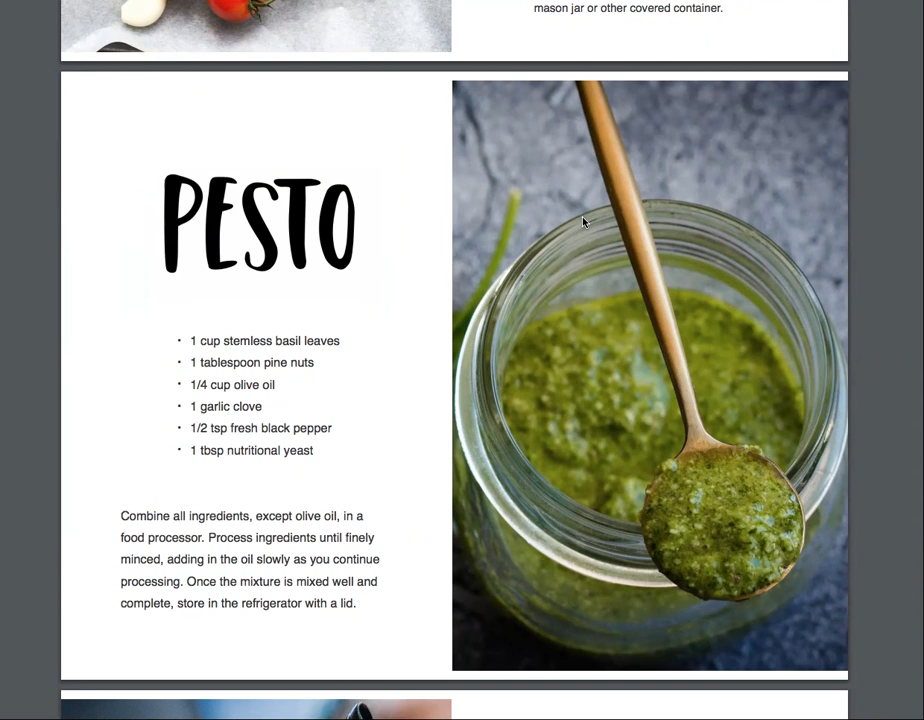 mason jar or other covered container.
PESTO
• 1 cup stemless basil leaves
• 1 tablespoon pine nuts
• 1/4 cup olive oil
• 1 garlic clove
• 1/2 tsp fresh black pepper
• 1 tbsp nutritional yeast
Combine all ingredients, except olive oil, in a
food processor. Process ingredients until finely
minced, adding in the oil slowly as you continue
processing. Once the mixture is mixed well and
complete, store in the refrigerator with a lid.